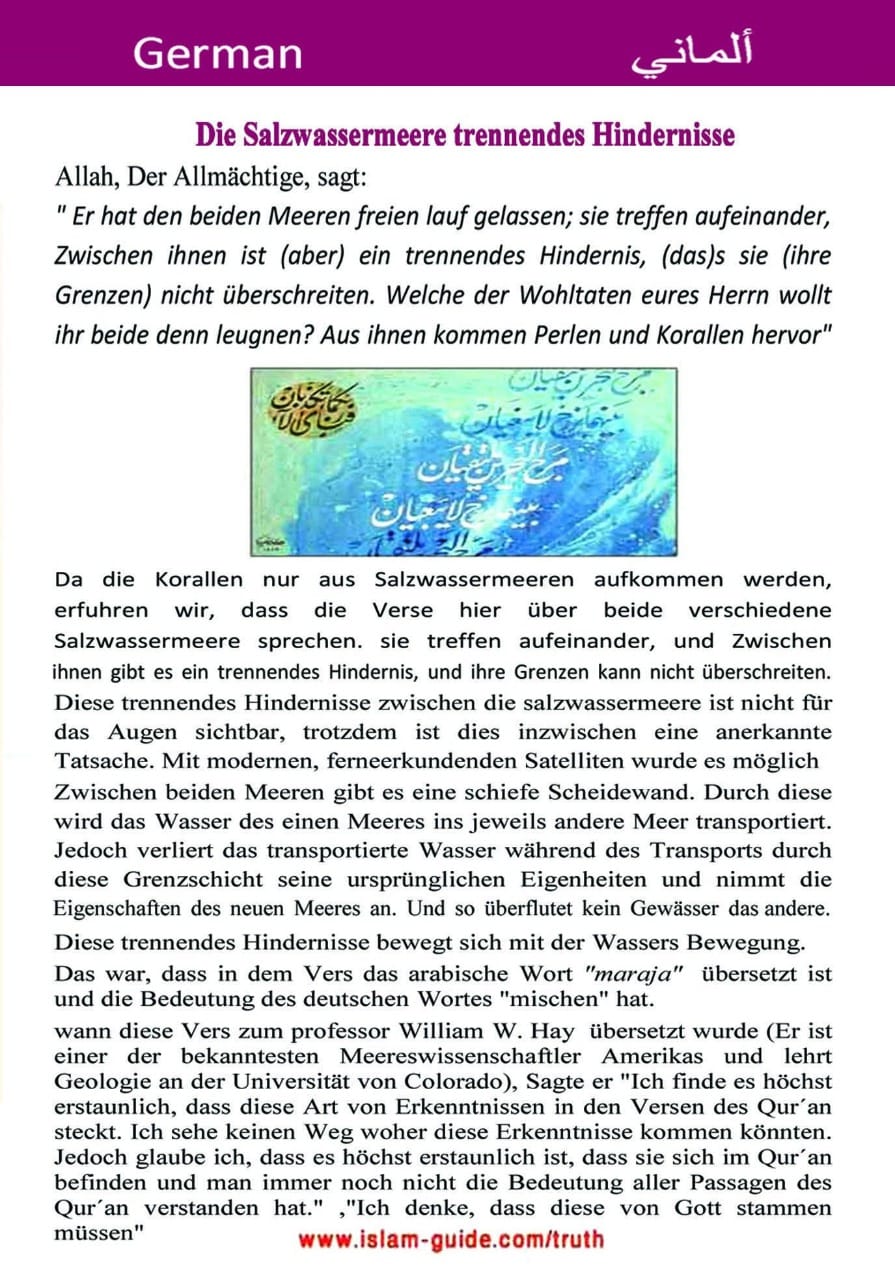 German
ألماني
Die Salzwassermeere trennendes Hindernisse
Allah, Der Allmächtige, sagt:
" Er hat den beiden Meeren freien lauf gelassen; sie treffen aufeinander,
Zwischen ihnen ist (aber) ein trennendes Hindernis, (das)s sie (ihre
Grenzen) nicht überschreiten. Welche der Wohltaten eures Herrn wollt
ihr beide denn leugnen? Aus ihnen kommen Perlen und Korallen hervor"
مرج البحرين يلتقيان
بينهما برزخ لا يبغيان
Da die Korallen nur aus Salzwassermeeren aufkommen werden,
erfuhren wir, dass die Verse hier über beide verschiedene
Salzwassermeere sprechen. sie treffen aufeinander, und Zwischen
ihnen gibt es ein trennendes Hindernis, und ihre Grenzen kann nicht überschreiten.
Diese trennendes Hindernisse zwischen die salzwassermeere ist nicht für
das Augen sichtbar, trotzdem ist dies inzwischen eine anerkannte
Tatsache. Mit modernen, ferneerkundenden Satelliten wurde es möglich
Zwischen beiden Meeren gibt es eine schiefe Scheidewand. Durch diese
wird das Wasser des einen Meeres ins jeweils andere Meer transportiert.
Jedoch verliert das transportierte Wasser während des Transports durch
diese Grenzschicht seine ursprünglichen Eigenheiten und nimmt die
Eigenschaften des neuen Meeres an. Und so überflutet kein Gewässer das andere.
Diese trennendes Hindernisse bewegt sich mit der Wassers Bewegung.
Das war, dass in dem Vers das arabische Wort "maraja" übersetzt ist
und die Bedeutung des deutschen Wortes "mischen" hat.
wann diese Vers zum professor William W. Hay übersetzt wurde (Er ist
einer der bekanntesten Meereswissenschaftler Amerikas und lehrt
Geologie an der Universität von Colorado), Sagte er "Ich finde es höchst
erstaunlich, dass diese Art von Erkenntnissen in den Versen des Qur´an
steckt. Ich sehe keinen Weg woher diese Erkenntnisse kommen könnten.
Jedoch glaube ich, dass es höchst erstaunlich ist, dass sie sich im Qur´an
befinden und man immer noch nicht die Bedeutung aller Passagen des
Qur´an verstanden hat." ,"Ich denke, dass diese von Gott stammen
müssen"
www.islam-guide.com/truth